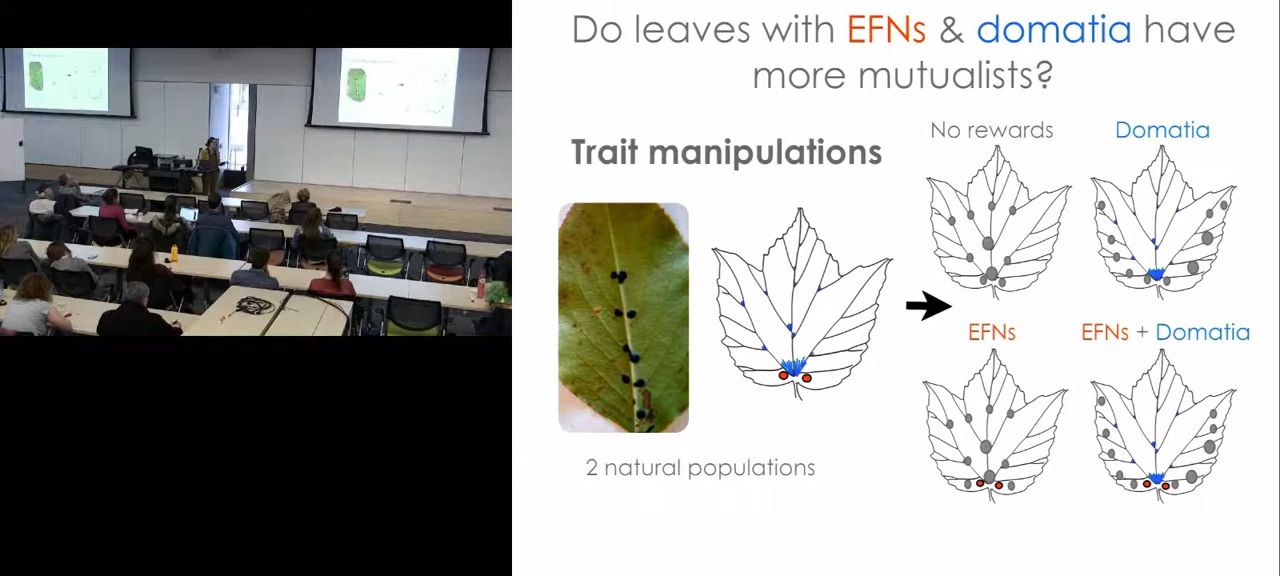 Do leaves with EFNs & domatia have
more mutualists?
Trait manipulations
No rewards
Domatia
EFNs
EFNs + Domatia
2 natural populations